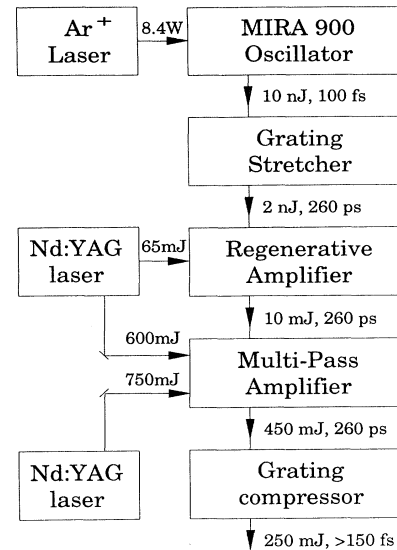 Ar+
Laser
8.4W
MIRA 900
Oscillator
10 nJ, 100 fs
Grating
Stretcher
2 nJ, 260 ps
Nd:YAG
laser
65mJ
Regenerative
Amplifier
10 mJ, 260 ps
600mJ
750mJ
Multi-Pass
Amplifier
450 mJ, 260 ps
Nd:YAG
laser
Grating
compressor
250 mJ, >150 fs